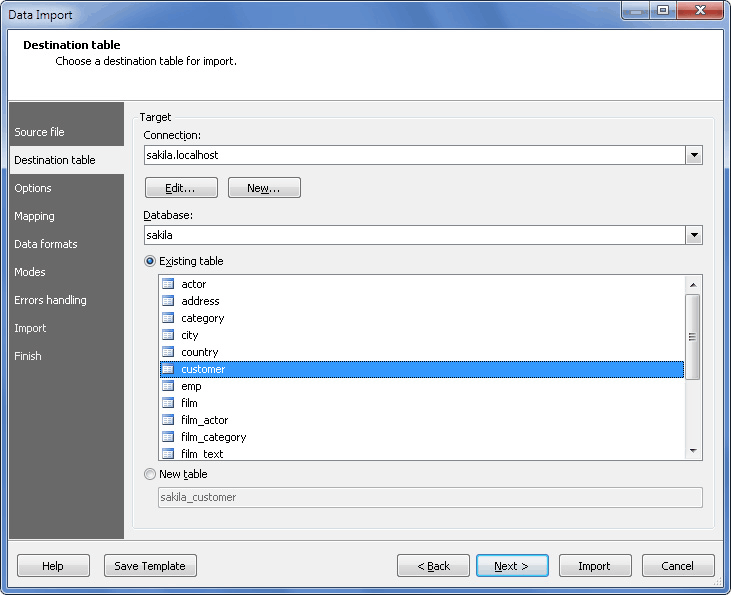 Data Import
Destination table
Choose a destination table for import.
Source file
Destination table
Options
Mapping
Data formats
Modes
Errors handling
Import
Finish
Target
Connection:
sakila.localhost
Edit... New...
Database:
sakila
Existing table
actor
address
category
city
country
customer
emp
film
film_actor
film_category
film_text
New table
sakila_customer
Help Save Template < Back Next > Import Cancel